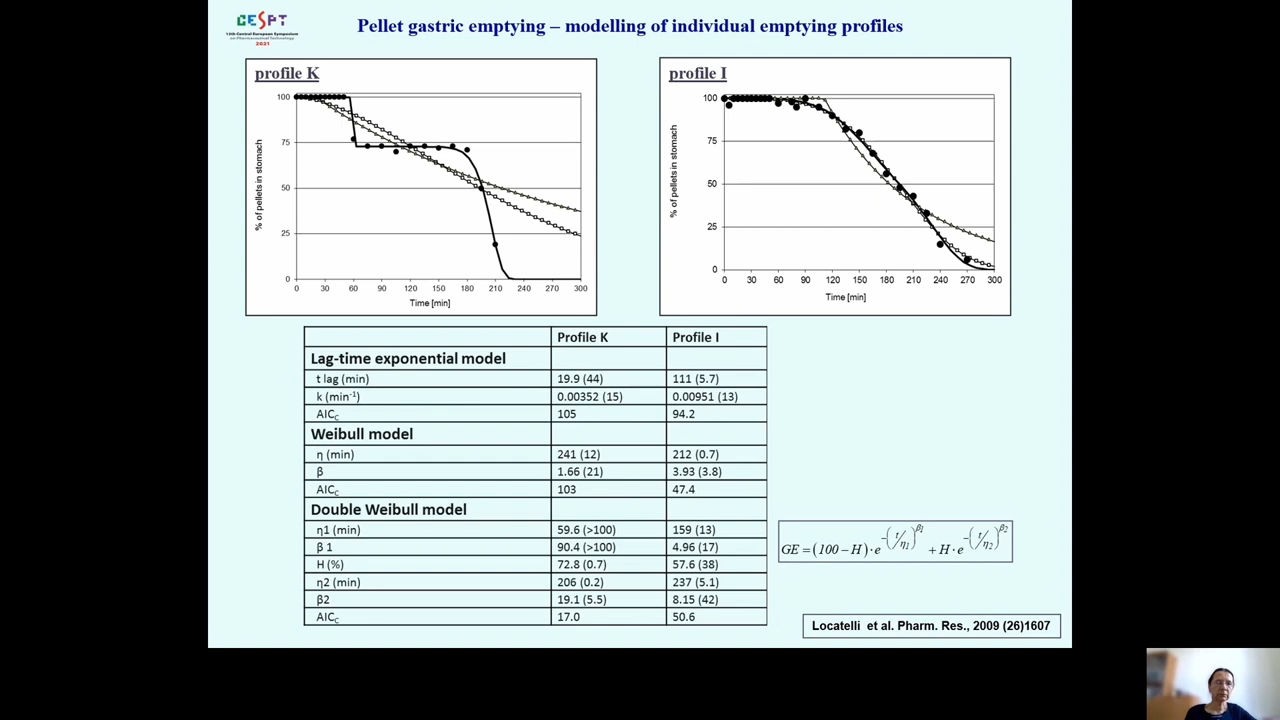 CESPT
13th Central European Symposium
on Pharmaceutical Technology
2021
Pellet gastric emptying – modelling of individual emptying profiles
profile K
% of pellets in stomach
100
75
50
25
0
0 30 60 90 120 150 180 210 240 270 300
Time [min]
profile I
% of pellets in stomach
100
75
50
25
0
0 30 60 90 120 150 180 210 240 270 300
Time [min]
Profile K Profile I
Lag-time exponential model
t lag (min) 19.9 (44) 111 (5.7)
k (min⁻¹) 0.00352 (15) 0.00951 (13)
AICC 105 94.2
Weibull model
η (min) 241 (12) 212 (0.7)
β 1.66 (21) 3.93 (3.8)
AICC 103 47.4
Double Weibull model
η1 (min) 59.6 (>100) 159 (13)
β 1 90.4 (>100) 4.96 (17)
H (%) 72.8 (0.7) 57.6 (38)
η2 (min) 206 (0.2) 237 (5.1)
β2 19.1 (5.5) 8.15 (42)
AICC 17.0 50.6
GE = (100 − H)·e^−(t/η1)^β1 + H·e^−(t/η2)^β2
Locatelli et al. Pharm. Res., 2009 (26)1607